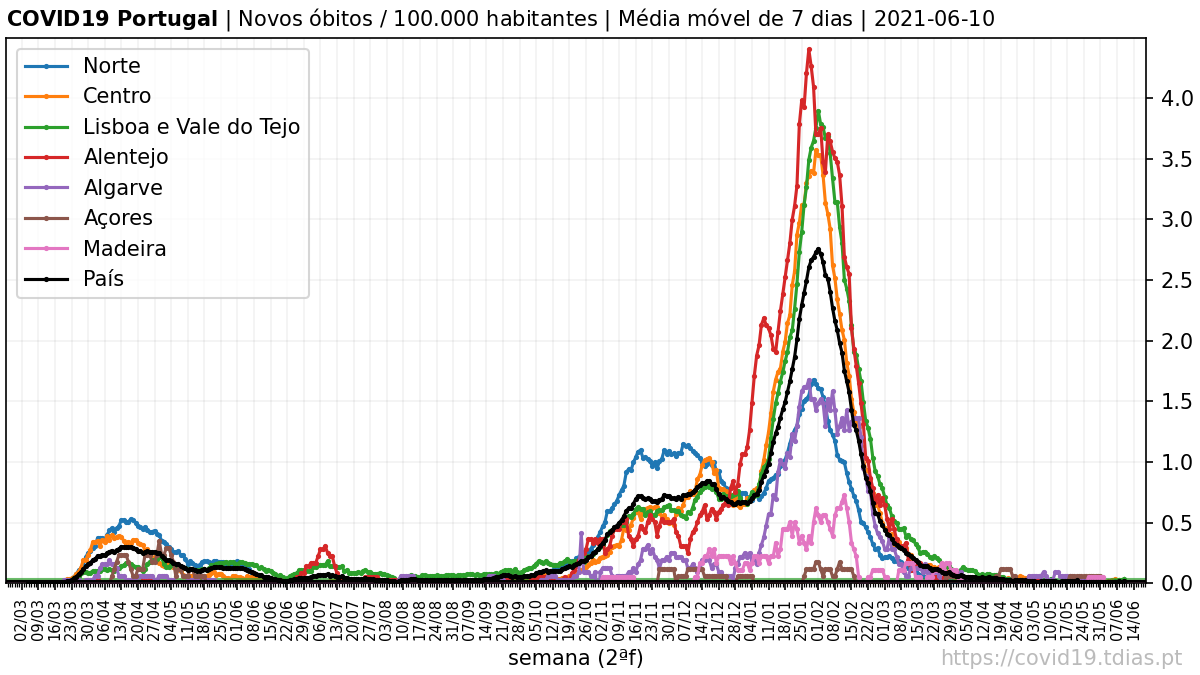 COVID19 Portugal | Novos óbitos / 100.000 habitantes | Média móvel de 7 dias | 2021-06-10
Norte
Centro
Lisboa e Vale do Tejo
Alentejo
Algarve
Açores
Madeira
País
4.0
3.5
3.0
2.5
2.0
1.5
1.0
0.5
0.0
02/03 09/03 16/03 23/03 30/03 06/04 13/04 20/04 27/04 04/05 11/05 18/05 25/05 01/06 08/06 15/06 22/06 29/06 06/07 13/07 20/07 27/07 03/08 10/08 17/08 24/08 31/08 07/09 14/09 21/09 28/09 05/10 12/10 19/10 26/10 02/11 09/11 16/11 23/11 30/11 07/12 14/12 21/12 28/12 04/01 11/01 18/01 25/01 01/02 08/02 15/02 22/02 01/03 08/03 15/03 22/03 29/03 05/04 12/04 19/04 26/04 03/05 10/05 17/05 24/05 31/05 07/06 14/06
semana (2ªf)
https://covid19.tdias.pt